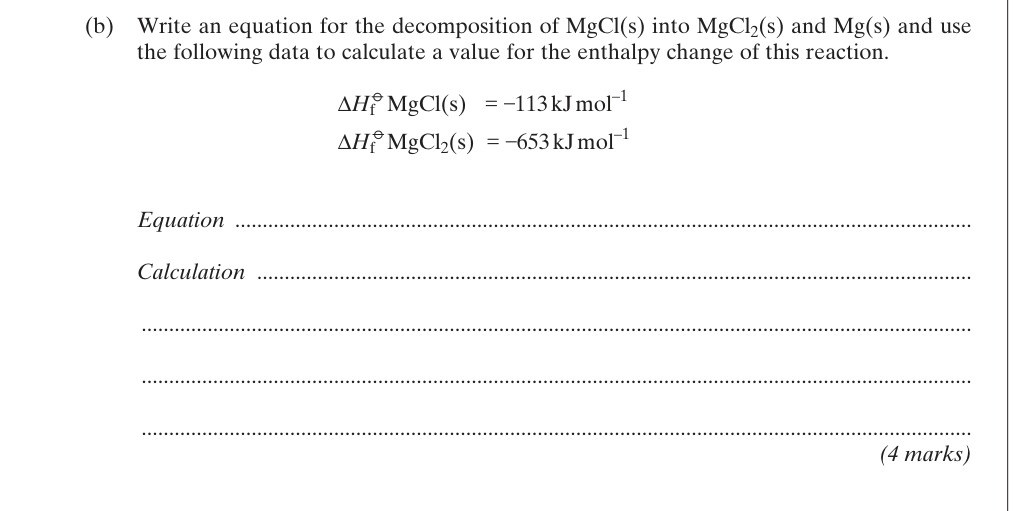 (b) Write an equation for the decomposition of MgCl(s) into MgCl₂(s) and Mg(s) and use
the following data to calculate a value for the enthalpy change of this reaction.
ΔHf⦵ MgCl(s) = –113 kJ mol⁻¹
ΔHf⦵ MgCl₂(s) = –653 kJ mol⁻¹
Equation ..........................................................................................
Calculation ..........................................................................................
..........................................................................................
..........................................................................................
..........................................................................................
(4 marks)